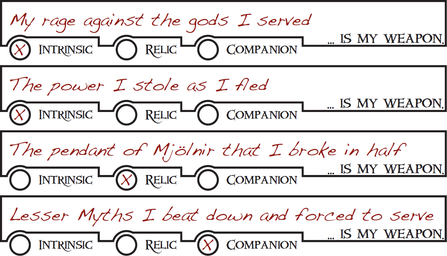 My rage against the gods I served
X INTRINSIC RELIC COMPANION ... IS MY WEAPON.
The power I stole as I fled
X INTRINSIC RELIC COMPANION ... IS MY WEAPON.
The pendant of Mjölnir that I broke in half
INTRINSIC X RELIC COMPANION ... IS MY WEAPON.
Lesser Myths I beat down and forced to serve
INTRINSIC RELIC X COMPANION ... IS MY WEAPON.